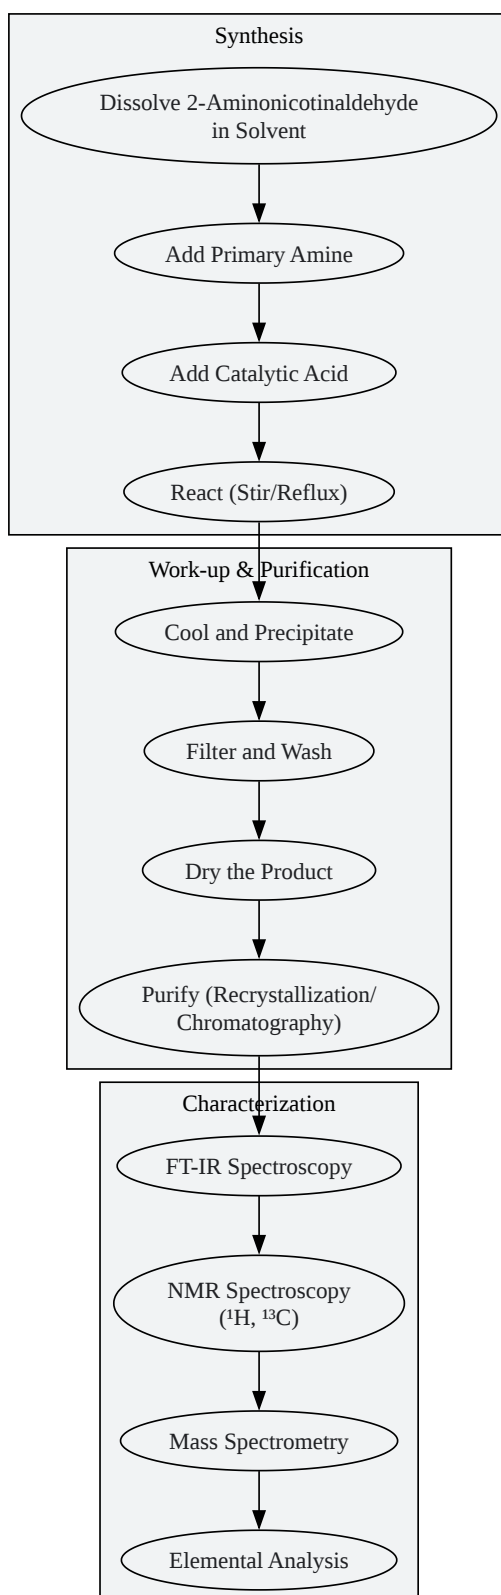 Synthesis
Dissolve 2-Aminonicotinaldehyde
in Solvent
Add Primary Amine
Add Catalytic Acid
React (Stir/Reflux)
Work-up & Purification
Cool and Precipitate
Filter and Wash
Dry the Product
Purify (Recrystallization/
Chromatography)
Characterization
FT-IR Spectroscopy
NMR Spectroscopy
(¹H, ¹³C)
Mass Spectrometry
Elemental Analysis